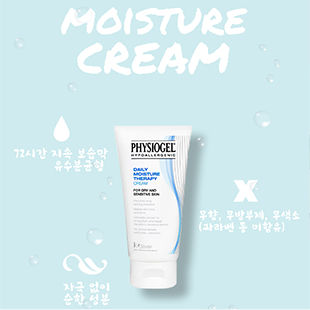 MOISTURE
CREAM
PHYSIOGEL
HYPOALLERGENIC
DAILY
MOISTURE
THERAPY
CREAM
FOR DRY AND
SENSITIVE SKIN
72시간 지속 보습막
유수분균형
X
무향, 무방부제, 무색소
(파라벤 등 미함유)
자극 없이
순한 성분